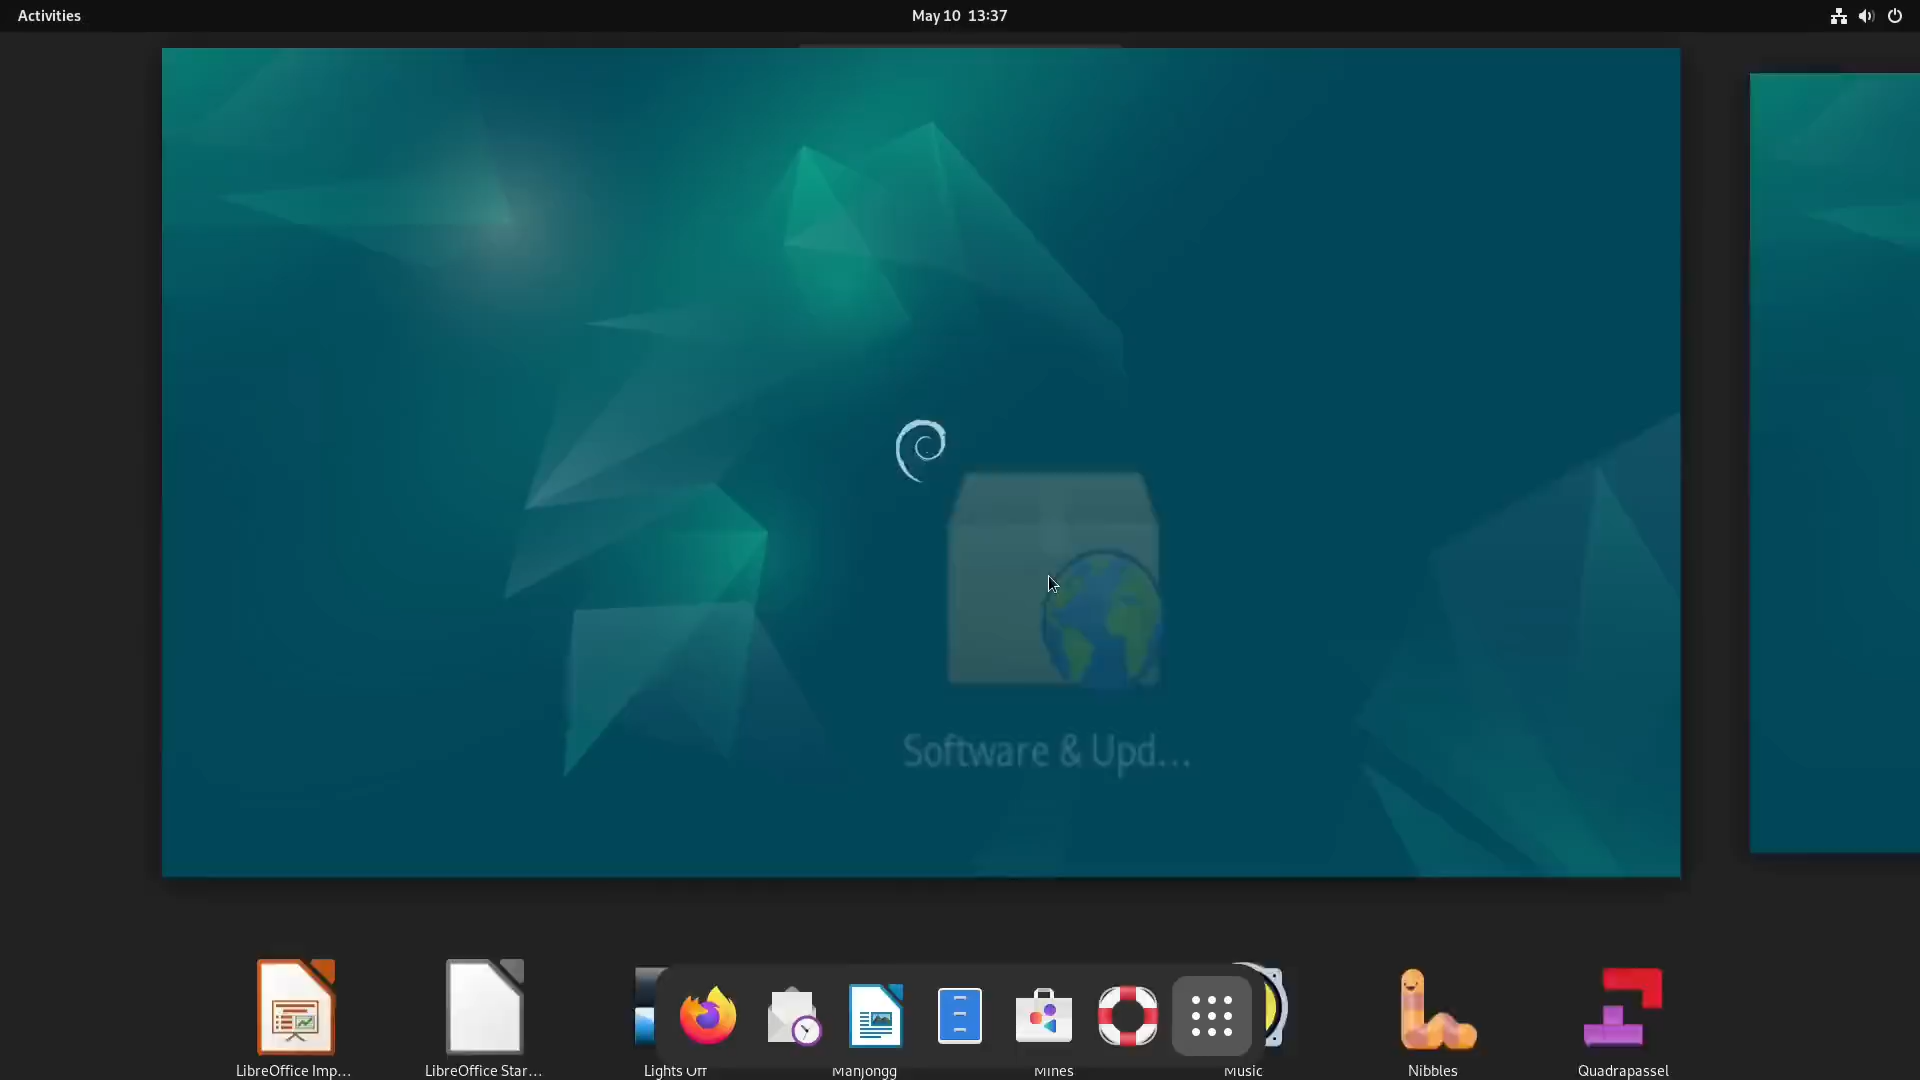 Activities
May 10 13:37
Software & Upd...
LibreOffice Imp...
LibreOffice Star...
Lights Off
Mahjongg
Mines
Music
Nibbles
Quadrapassel